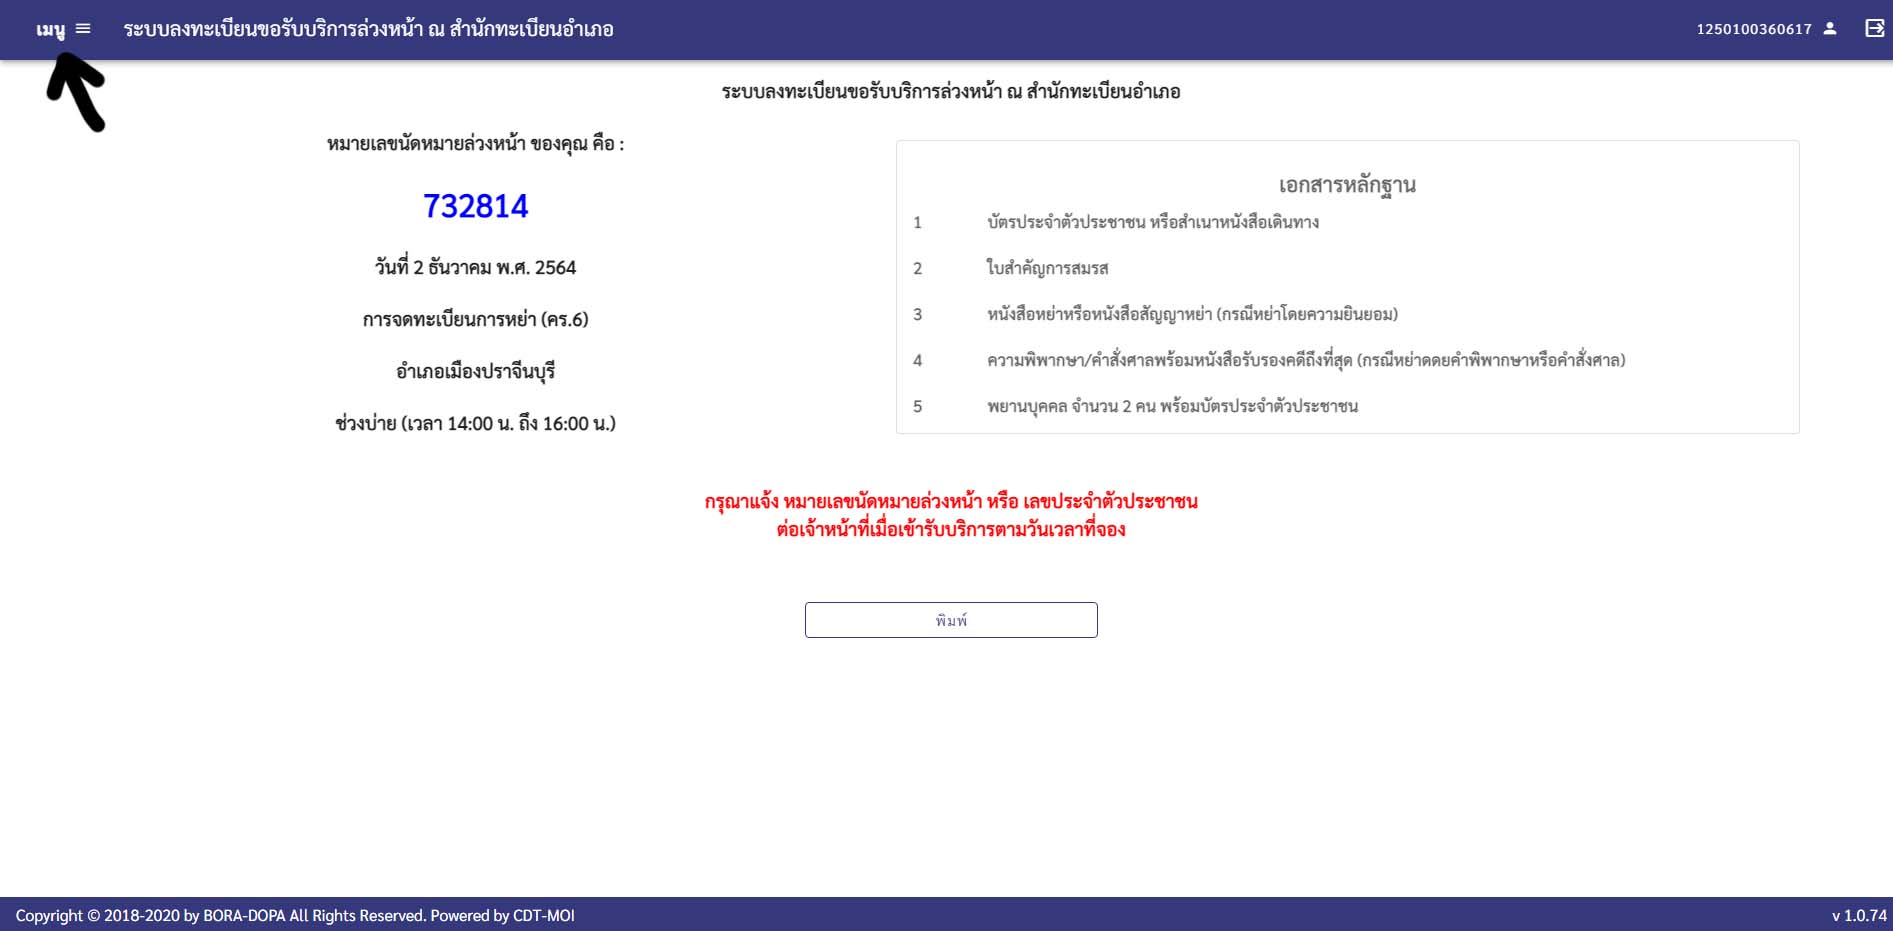 เมนู ระบบลงทะเบียนขอรับบริการล่วงหน้า ณ สำนักทะเบียนอำเภอ 1250100360617
ระบบลงทะเบียนขอรับบริการล่วงหน้า ณ สำนักทะเบียนอำเภอ
หมายเลขนัดหมายล่วงหน้า ของคุณ คือ :
732814
วันที่ 2 ธันวาคม พ.ศ. 2564
การจดทะเบียนการหย่า (คร.6)
อำเภอเมืองปราจีนบุรี
ช่วงบ่าย (เวลา 14:00 น. ถึง 16:00 น.)
เอกสารหลักฐาน
1 บัตรประจำตัวประชาชน หรือสำเนาหนังสือเดินทาง
2 ใบสำคัญการสมรส
3 หนังสือหย่าหรือหนังสือสัญญาหย่า (กรณีหย่าโดยความยินยอม)
4 ความพิพากษา/คำสั่งศาลพร้อมหนังสือรับรองคดีถึงที่สุด (กรณีหย่าดดยคำพิพากษาหรือคำสั่งศาล)
5 พยานบุคคล จำนวน 2 คน พร้อมบัตรประจำตัวประชาชน
กรุณาแจ้ง หมายเลขนัดหมายล่วงหน้า หรือ เลขประจำตัวประชาชน
ต่อเจ้าหน้าที่เมื่อเข้ารับบริการตามวันเวลาที่จอง
พิมพ์
Copyright © 2018-2020 by BORA-DOPA All Rights Reserved. Powered by CDT-MOI v 1.0.74